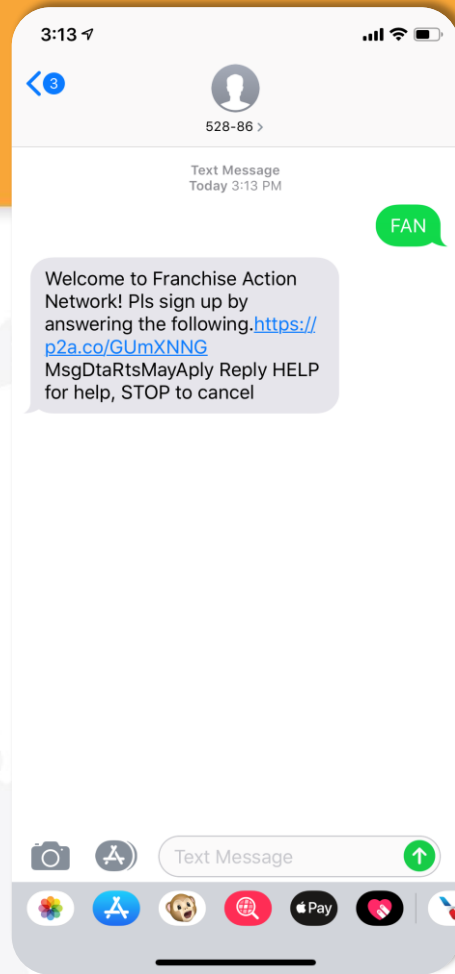 3:13
3
528-86 >
Text Message
Today 3:13 PM
FAN
Welcome to Franchise Action
Network! Pls sign up by
answering the following.https://
p2a.co/GUmXNNG
MsgDtaRtsMayAply Reply HELP
for help, STOP to cancel
Text Message
Pay